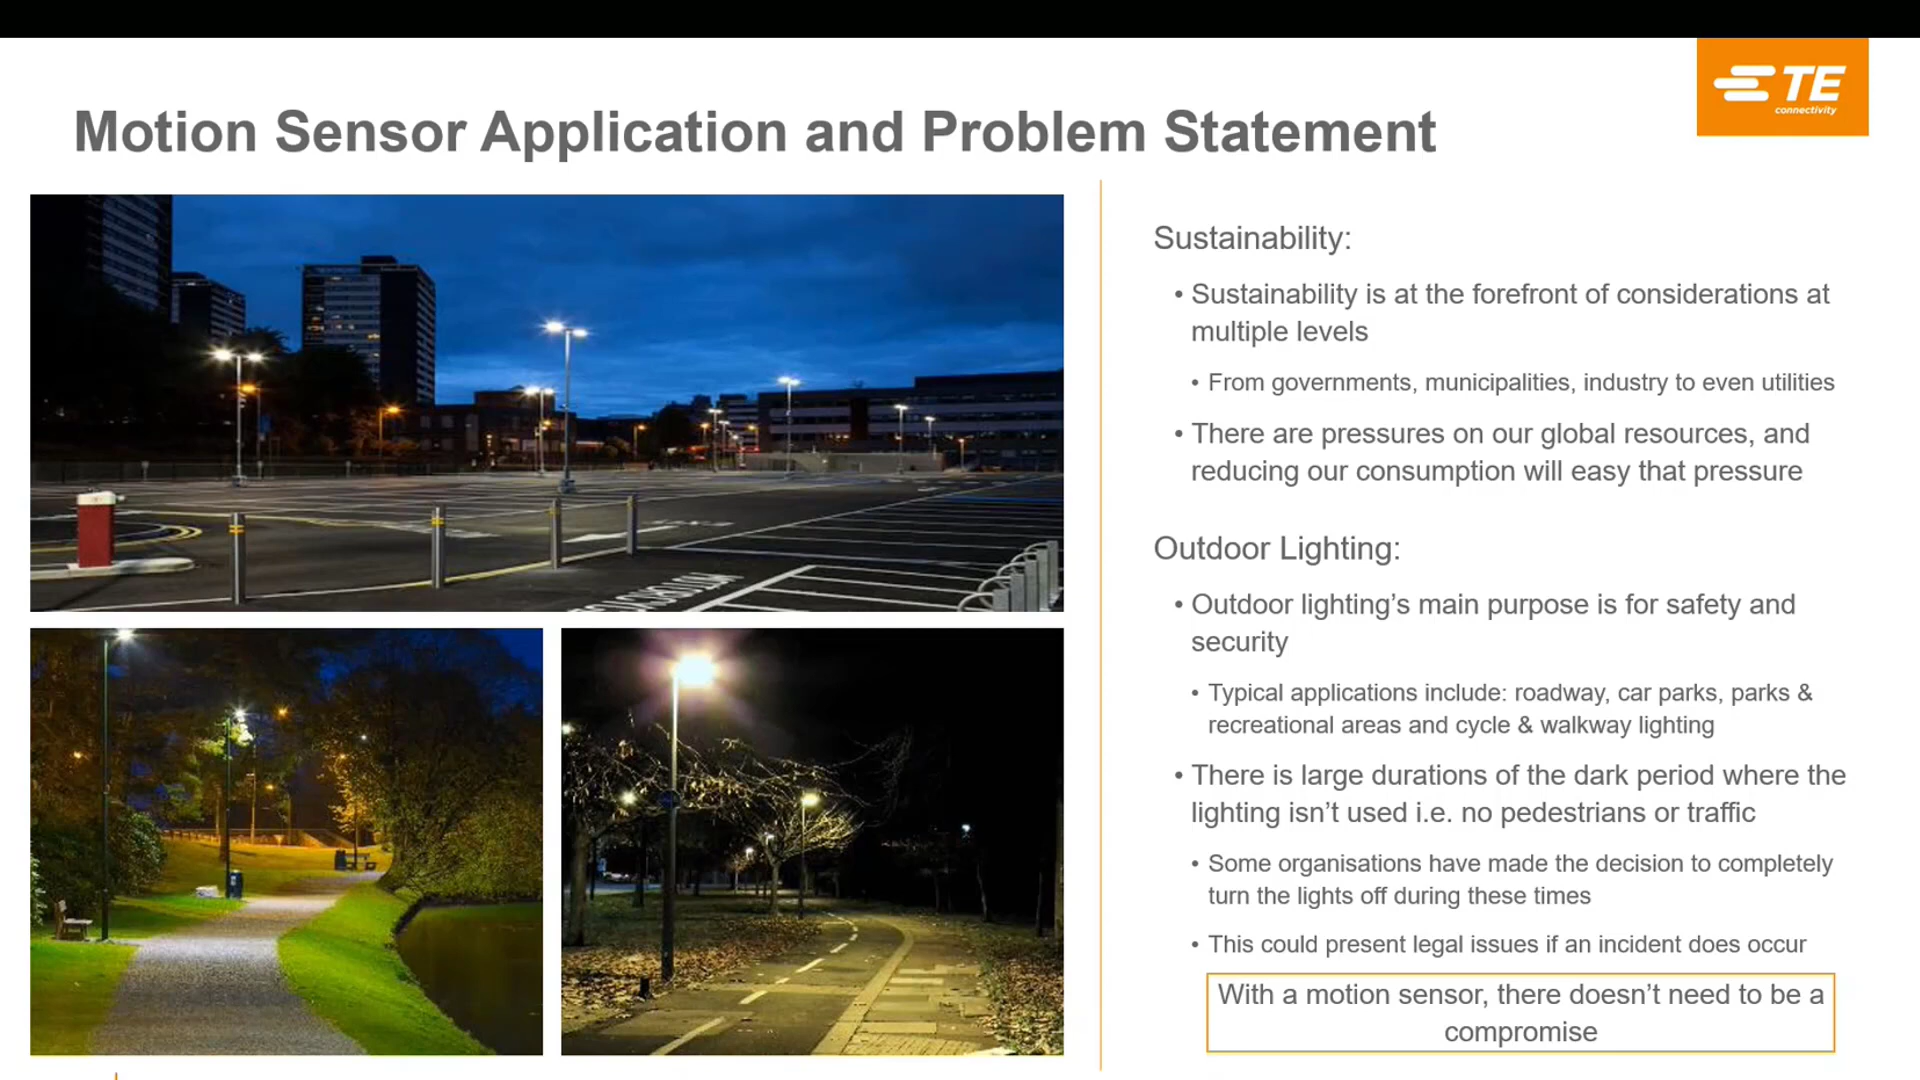 TE
connectivity
Motion Sensor Application and Problem Statement
Sustainability:
• Sustainability is at the forefront of considerations at
multiple levels
• From governments, municipalities, industry to even utilities
• There are pressures on our global resources, and
reducing our consumption will easy that pressure
Outdoor Lighting:
• Outdoor lighting’s main purpose is for safety and
security
• Typical applications include: roadway, car parks, parks &
recreational areas and cycle & walkway lighting
• There is large durations of the dark period where the
lighting isn’t used i.e. no pedestrians or traffic
• Some organisations have made the decision to completely
turn the lights off during these times
• This could present legal issues if an incident does occur
With a motion sensor, there doesn’t need to be a
compromise